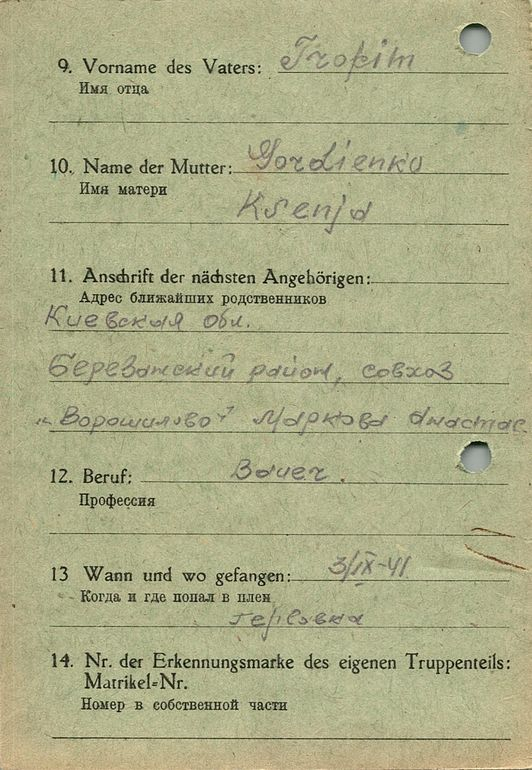 9. Vorname des Vaters: Trofim
Имя отца
10. Name der Mutter: Gordienko
Имя матери
Ksenja
11. Anschrift der nächsten Angehörigen:
Адрес ближайших родственников
Киевская обл.
район, совхоз
„Ворошилово" Маркова Анастас
12. Beruf: Bauer.
Профессия
13 Wann und wo gefangen: 3/IX-41
Когда и где попал в плен
14. Nr. der Erkennungsmarke des eigenen Truppenteils:
Matrikel-Nr.
Номер в собственной части